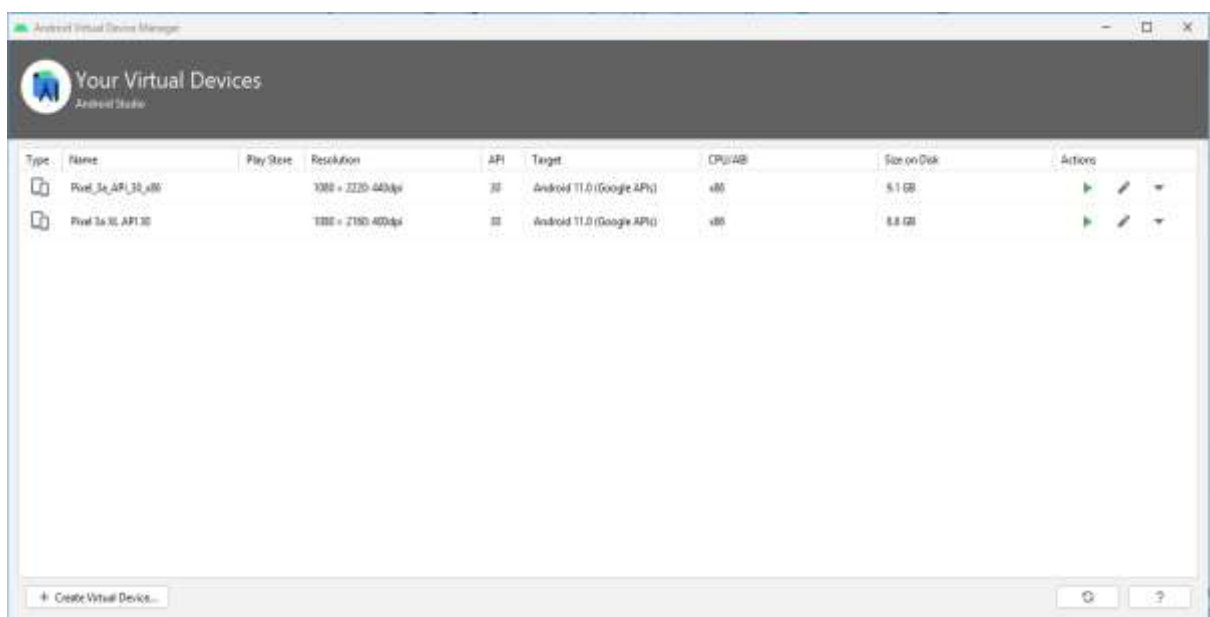 Android Virtual Device Manager
Your Virtual Devices
Android Studio
Type Name Play Store Resolution API Target CPU/ABI Size on Disk Actions
Pixel_3a_API_30_x86 1080 × 2220: 440dpi 30 Android 11.0 (Google APIs) x86 9.1 GB
Pixel 3a XL API 30 1080 × 2160: 400dpi 30 Android 11.0 (Google APIs) x86 8.8 GB
+ Create Virtual Device...
?